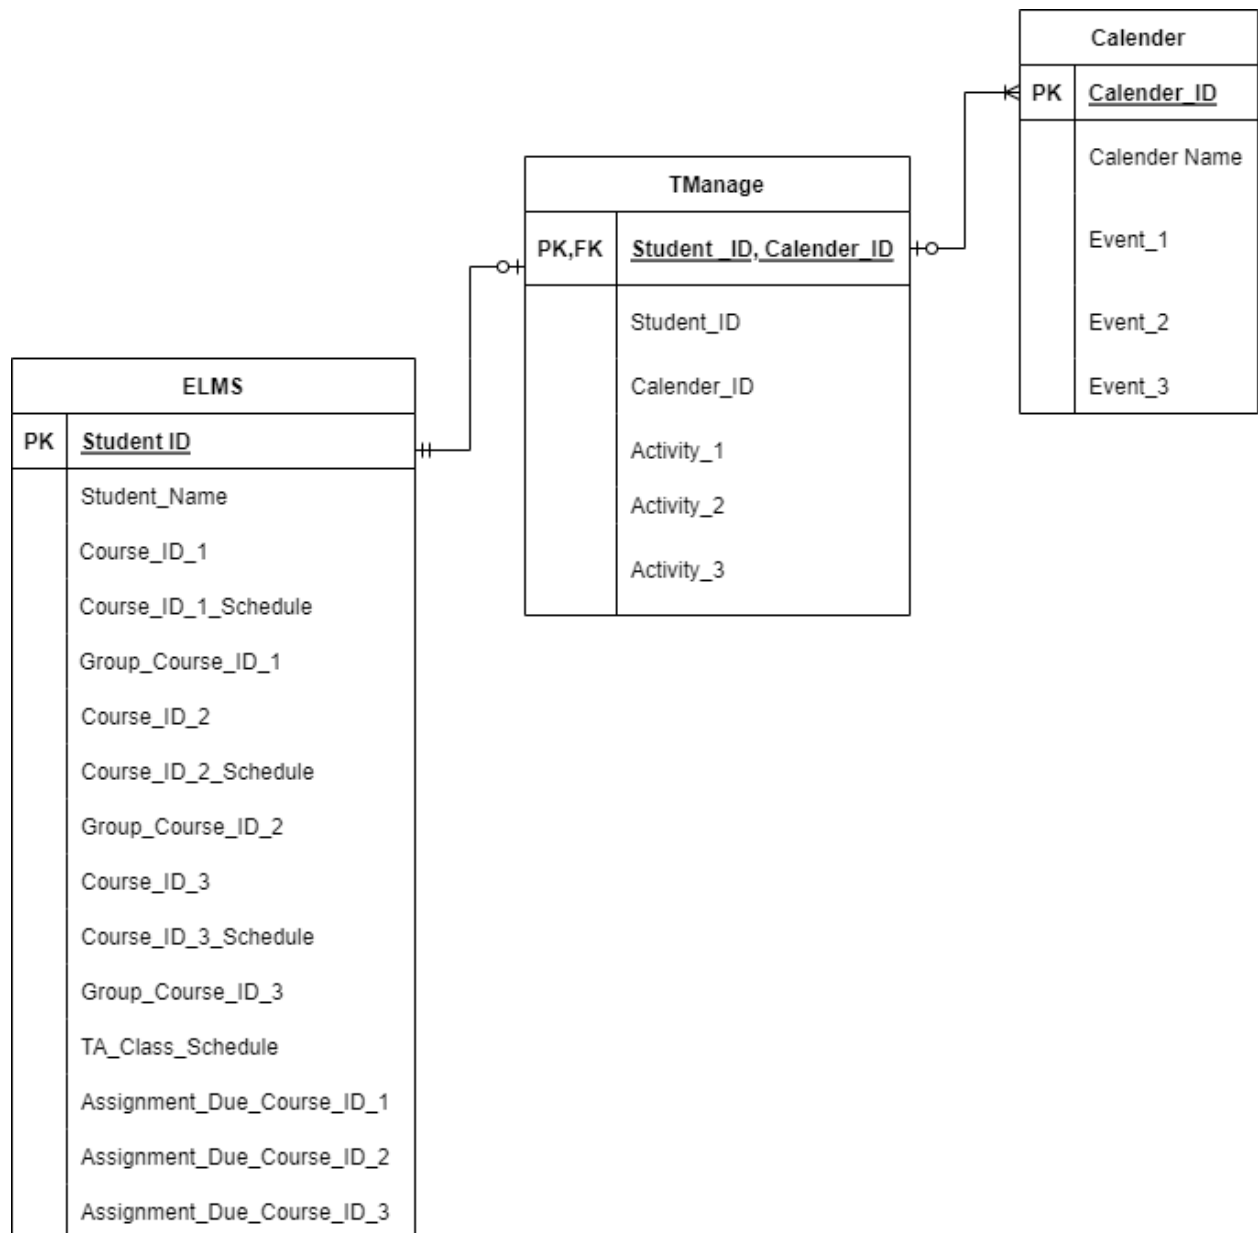 Calender
PK Calender_ID
Calender Name
Event_1
Event_2
Event_3
TManage
PK,FK Student _ID, Calender_ID
Student_ID
Calender_ID
Activity_1
Activity_2
Activity_3
ELMS
PK Student ID
Student_Name
Course_ID_1
Course_ID_1_Schedule
Group_Course_ID_1
Course_ID_2
Course_ID_2_Schedule
Group_Course_ID_2
Course_ID_3
Course_ID_3_Schedule
Group_Course_ID_3
TA_Class_Schedule
Assignment_Due_Course_ID_1
Assignment_Due_Course_ID_2
Assignment_Due_Course_ID_3